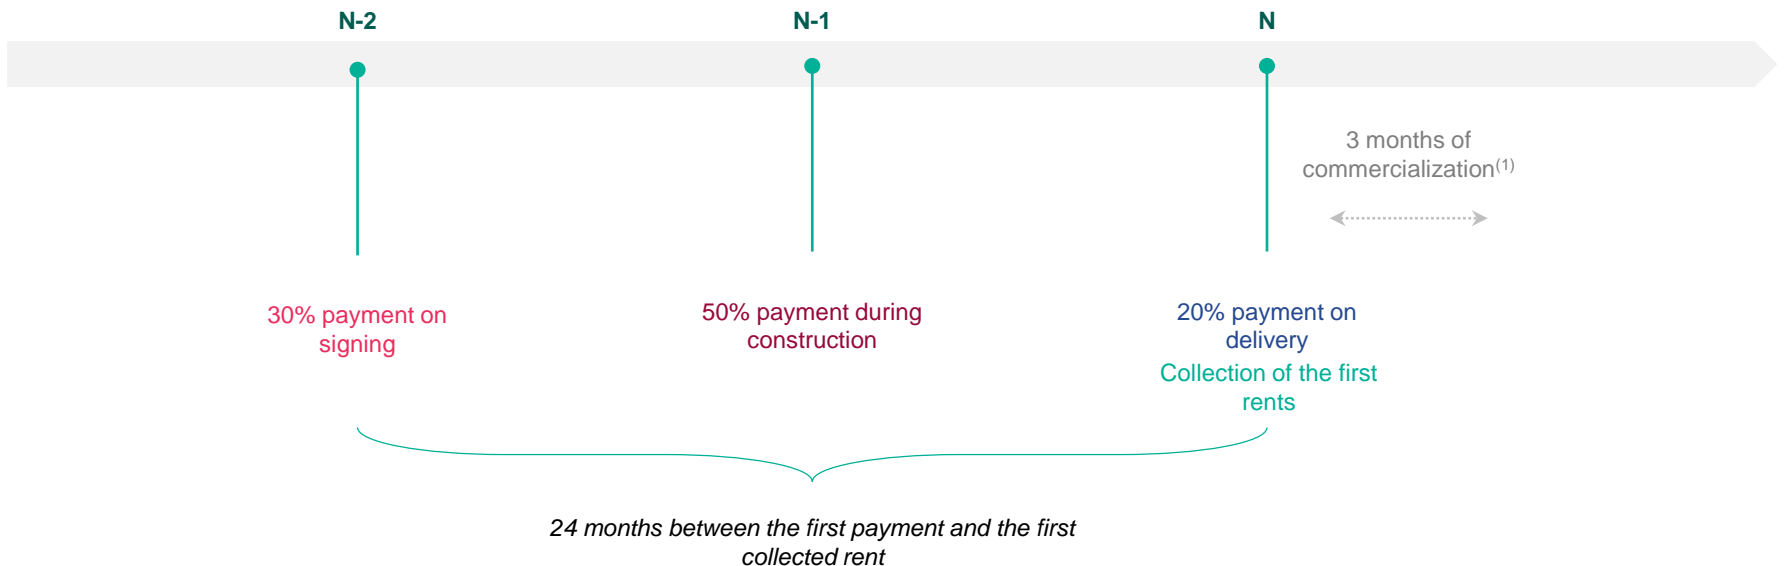 N-2
N-1
N
3 months of
commercialization(1)
30% payment on
signing
50% payment during
construction
20% payment on
delivery
Collection of the first
rents
24 months between the first payment and the first
collected rent